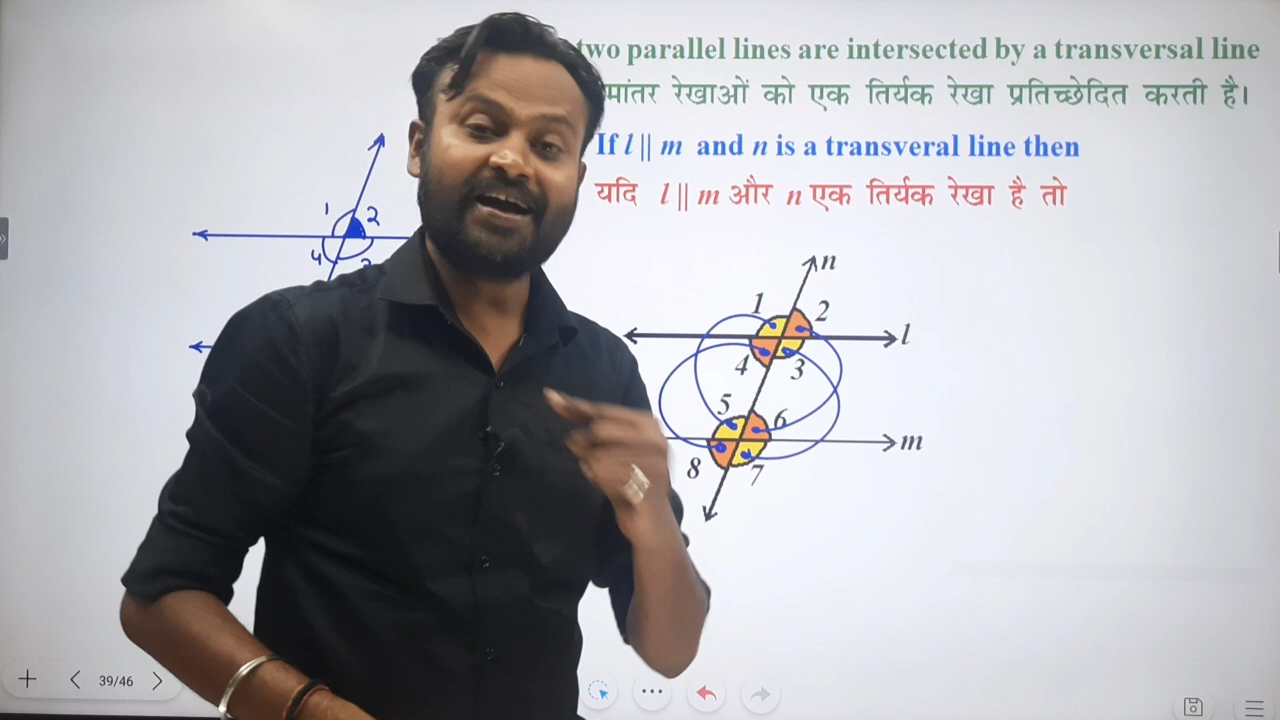 two parallel lines are intersected by a transversal line
मांतर रेखाओं को एक तिर्यक रेखा प्रतिच्छेदित करती है।
If l || m and n is a transveral line then
यदि l || m और n एक तिर्यक रेखा है तो
1 2
4
n
1 2
l
4 3
5 6
m
8 7
39/46